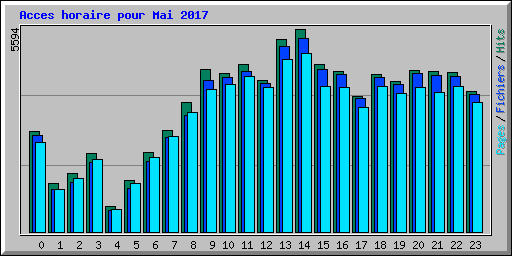 Acces horaire pour Mai 2017
5594
Pages / Fichiers / Hits
0 1 2 3 4 5 6 7 8 9 10 11 12 13 14 15 16 17 18 19 20 21 22 23